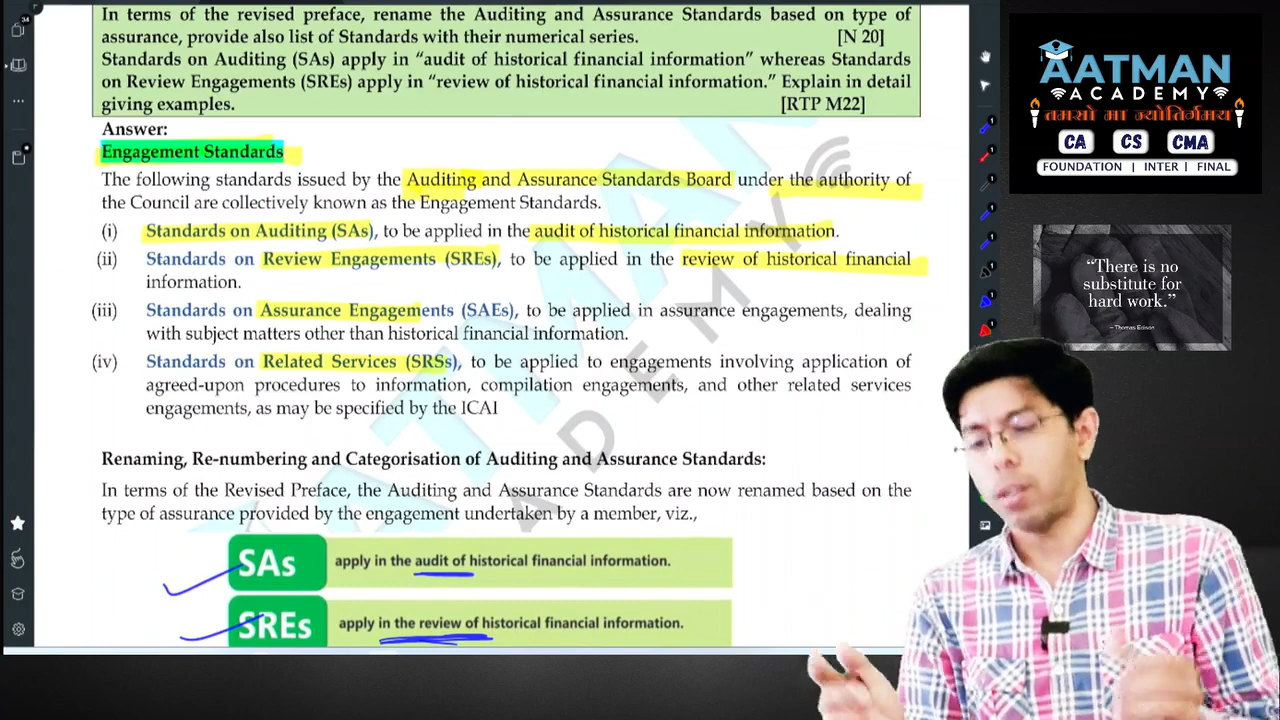 In terms of the revised preface, rename the Auditing and Assurance Standards based on type of
assurance, provide also list of Standards with their numerical series. [N 20]
Standards on Auditing (SAs) apply in “audit of historical financial information” whereas Standards
on Review Engagements (SREs) apply in “review of historical financial information.” Explain in detail
giving examples. [RTP M22]
Answer:
Engagement Standards
The following standards issued by the Auditing and Assurance Standards Board under the authority of
the Council are collectively known as the Engagement Standards.
(i) Standards on Auditing (SAs), to be applied in the audit of historical financial information.
(ii) Standards on Review Engagements (SREs), to be applied in the review of historical financial
information.
(iii) Standards on Assurance Engagements (SAEs), to be applied in assurance engagements, dealing
with subject matters other than historical financial information.
(iv) Standards on Related Services (SRSs), to be applied to engagements involving application of
agreed-upon procedures to information, compilation engagements, and other related services
engagements, as may be specified by the ICAI
Renaming, Re-numbering and Categorisation of Auditing and Assurance Standards:
In terms of the Revised Preface, the Auditing and Assurance Standards are now renamed based on the
type of assurance provided by the engagement undertaken by a member, viz.,
SAs apply in the audit of historical financial information.
SREs apply in the review of historical financial information.
AATMAN
ACADEMY
तमसो मा ज्योतिर्गमय
CA CS CMA
FOUNDATION | INTER | FINAL
“There is no
substitute for
hard work.”
– Thomas Edison